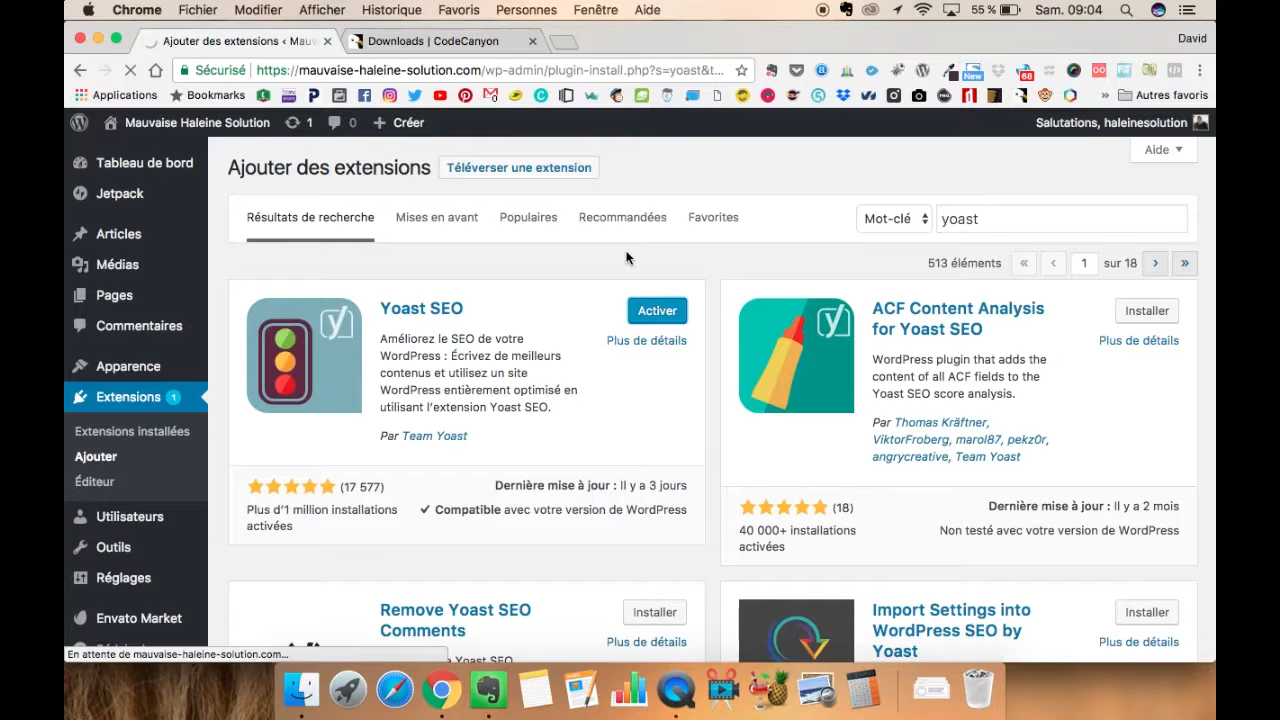 Chrome Fichier Modifier Afficher Historique Favoris Personnes Fenêtre Aide 55 % Sam. 09:04
Ajouter des extensions ‹ Mauv Downloads | CodeCanyon David
Sécurisé https://mauvaise-haleine-solution.com/wp-admin/plugin-install.php?s=yoast&t… New 68
Applications Bookmarks » Autres favoris
Mauvaise Haleine Solution 1 0 Créer Salutations, haleinesolution
Aide
Ajouter des extensions Téléverser une extension
Tableau de bord
Jetpack
Articles
Médias
Pages
Commentaires
Apparence
Extensions 1
Extensions installées
Ajouter
Éditeur
Utilisateurs
Outils
Réglages
Envato Market
Résultats de recherche Mises en avant Populaires Recommandées Favorites Mot-clé yoast
513 éléments « ‹ 1 sur 18 › »
Yoast SEO
Activer
Plus de détails
Améliorez le SEO de votre
WordPress : Écrivez de meilleurs
contenus et utilisez un site
WordPress entièrement optimisé en
utilisant l’extension Yoast SEO.
Par Team Yoast
(17 577)
Plus d’1 million installations
activées
Dernière mise à jour : Il y a 3 jours
Compatible avec votre version de WordPress
ACF Content Analysis
for Yoast SEO
Installer
Plus de détails
WordPress plugin that adds the
content of all ACF fields to the
Yoast SEO score analysis.
Par Thomas Kräftner,
ViktorFroberg, marol87, pekz0r,
angrycreative, Team Yoast
(18)
40 000+ installations
activées
Dernière mise à jour : Il y a 2 mois
Non testé avec votre version de WordPress
Remove Yoast SEO
Comments
Installer
Plus de détails
Import Settings into
WordPress SEO by
Yoast
Installer
Plus de détails
En attente de mauvaise-haleine-solution.com…